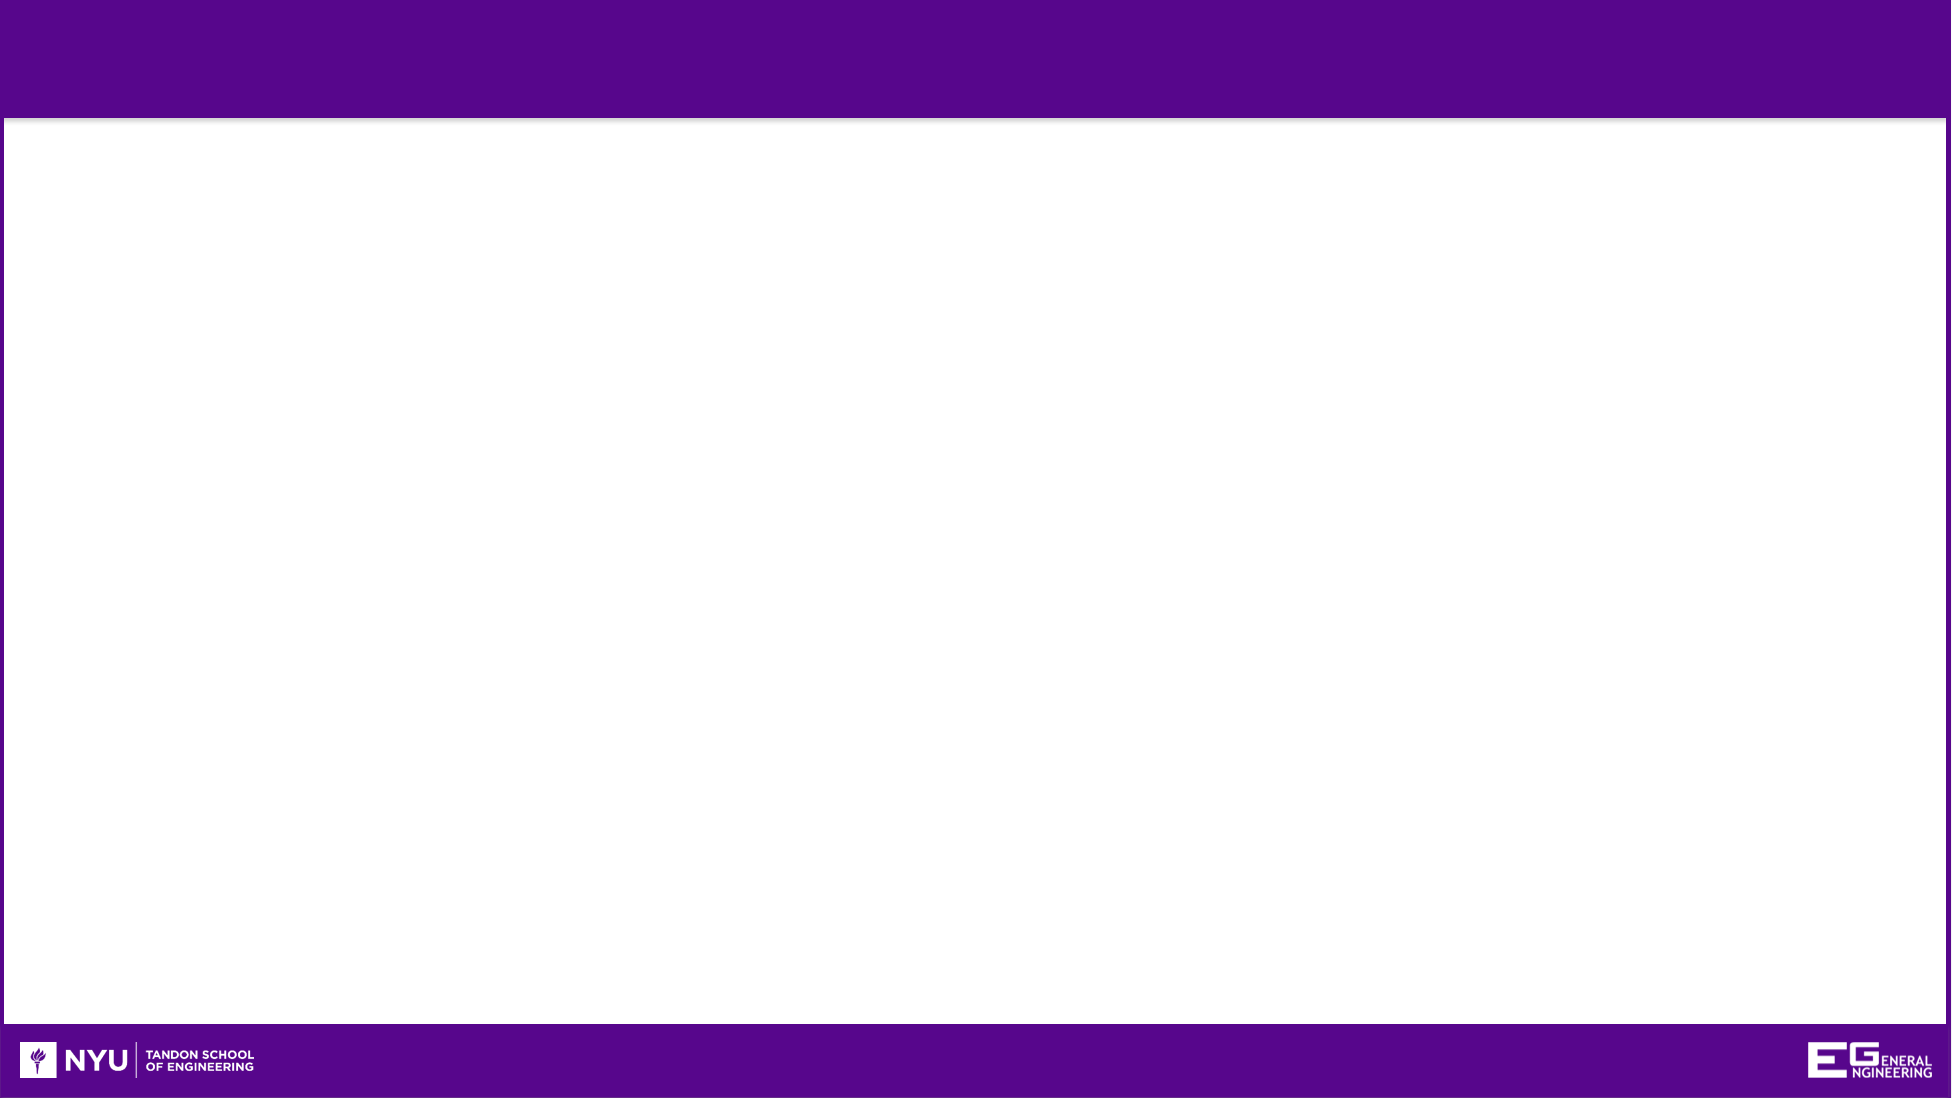 NYU
TANDON SCHOOL
OF ENGINEERING
EG
ENERAL
NGINEERING